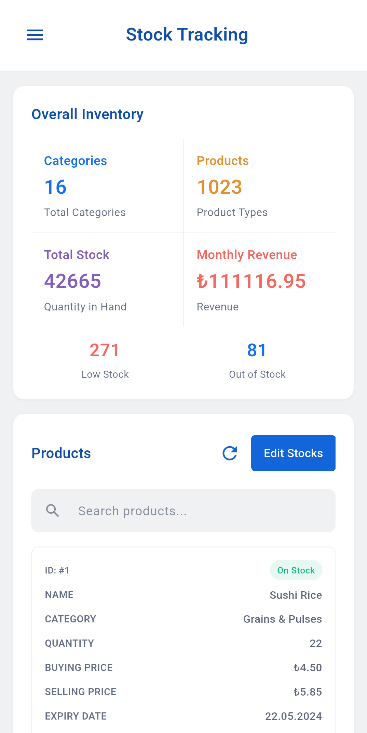 Stock Tracking
Overall Inventory
Categories
16
Total Categories
Products
1023
Product Types
Total Stock
42665
Quantity in Hand
Monthly Revenue
₺111116.95
Revenue
271
Low Stock
81
Out of Stock
Products
Edit Stocks
Search products...
ID: #1 On Stock
NAME Sushi Rice
CATEGORY Grains & Pulses
QUANTITY 22
BUYING PRICE ₺4.50
SELLING PRICE ₺5.85
EXPIRY DATE 22.05.2024